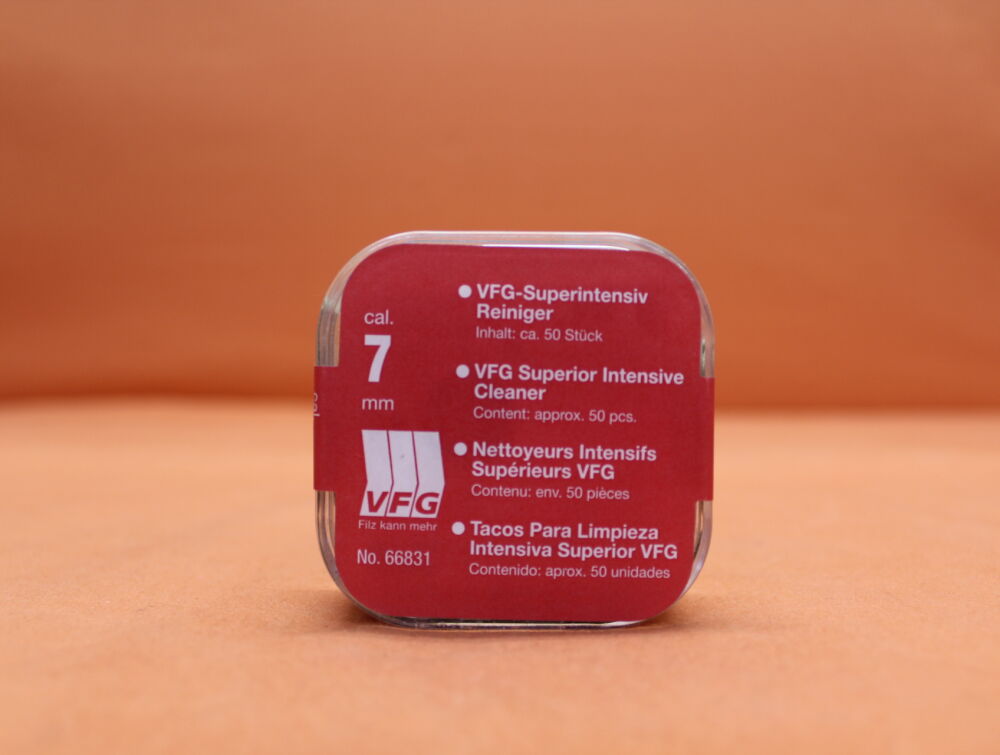 cal.
7
mm
VFG
Filz kann mehr
No. 66831
VFG-Superintensiv
Reiniger
Inhalt: ca. 50 Stück
VFG Superior Intensive
Cleaner
Content: approx. 50 pcs.
Nettoyeurs Intensifs
Supérieurs VFG
Contenu: env. 50 pièces
Tacos Para Limpieza
Intensiva Superior VFG
Contenido: aprox. 50 unidades